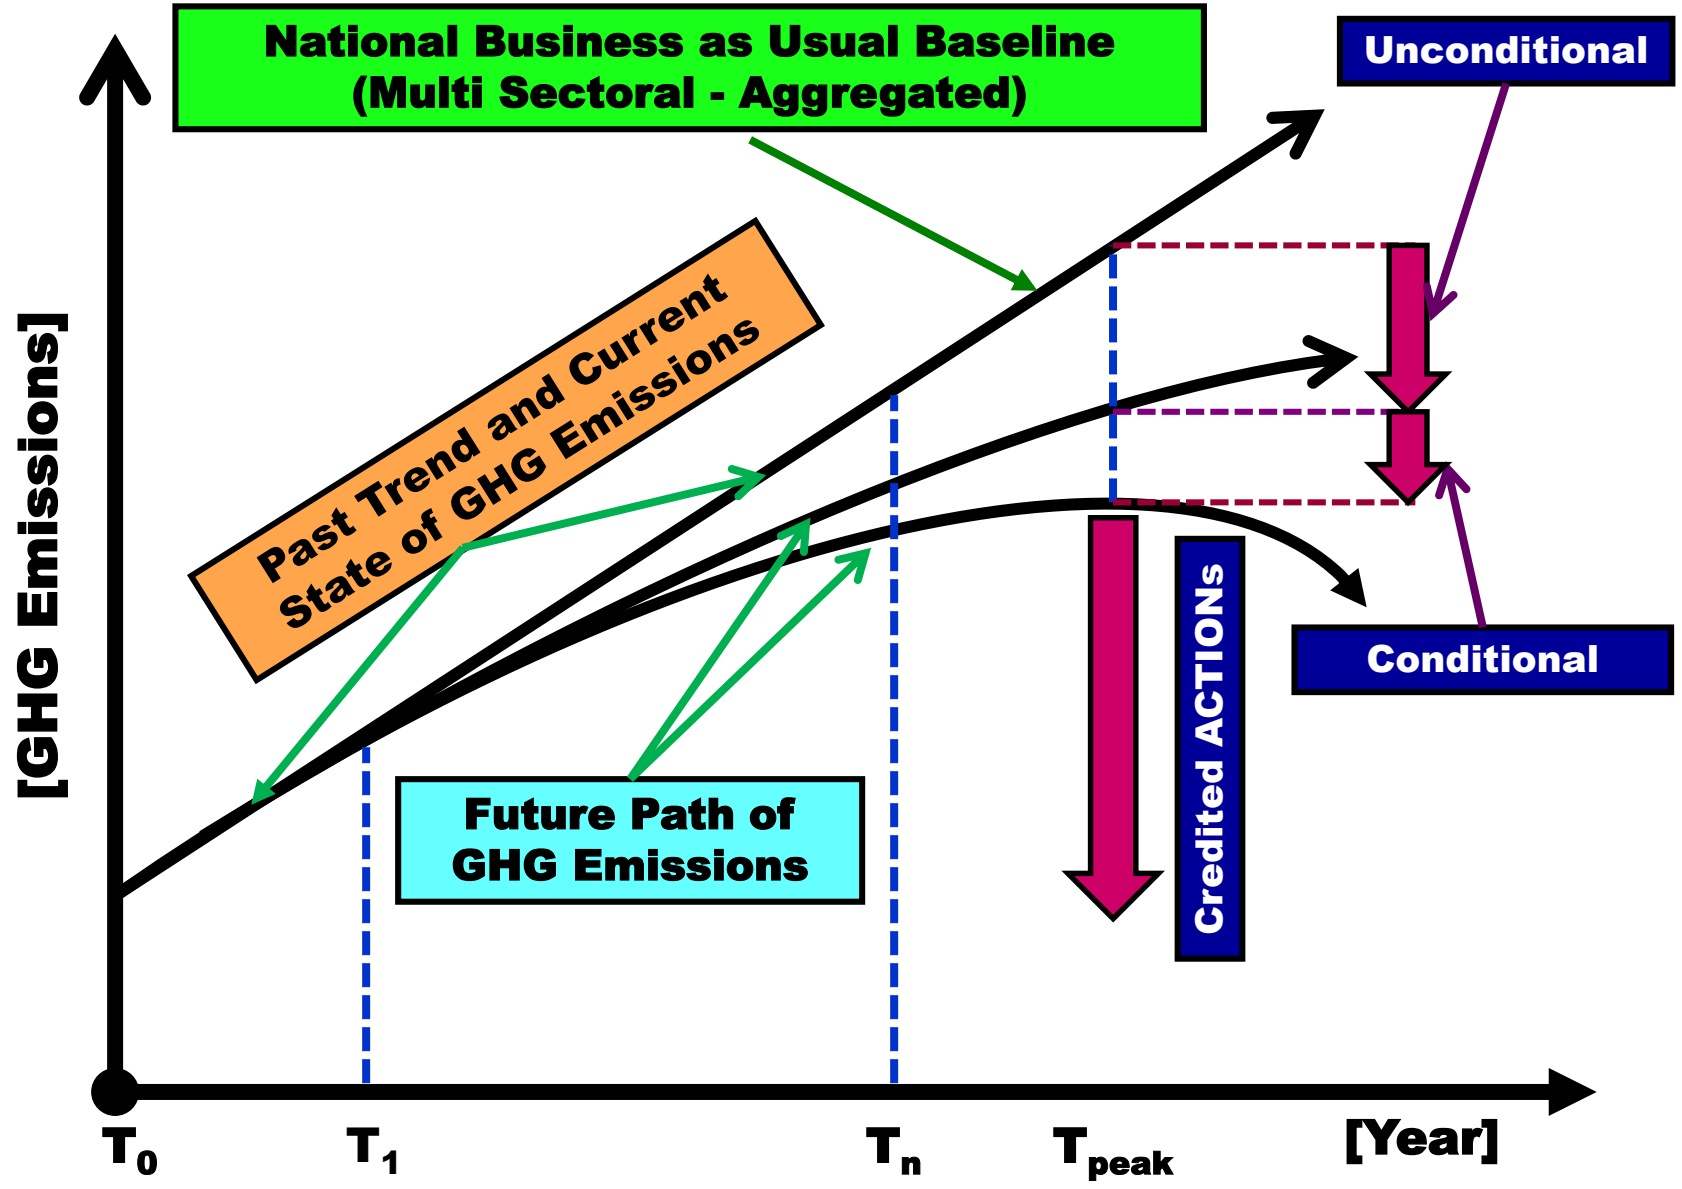 National Business as Usual Baseline
(Multi Sectoral - Aggregated)
Unconditional
Past Trend and Current
State of GHG Emissions
[GHG Emissions]
Credited ACTIONs
Conditional
Future Path of
GHG Emissions
T0
T1
Tn
Tpeak
[Year]